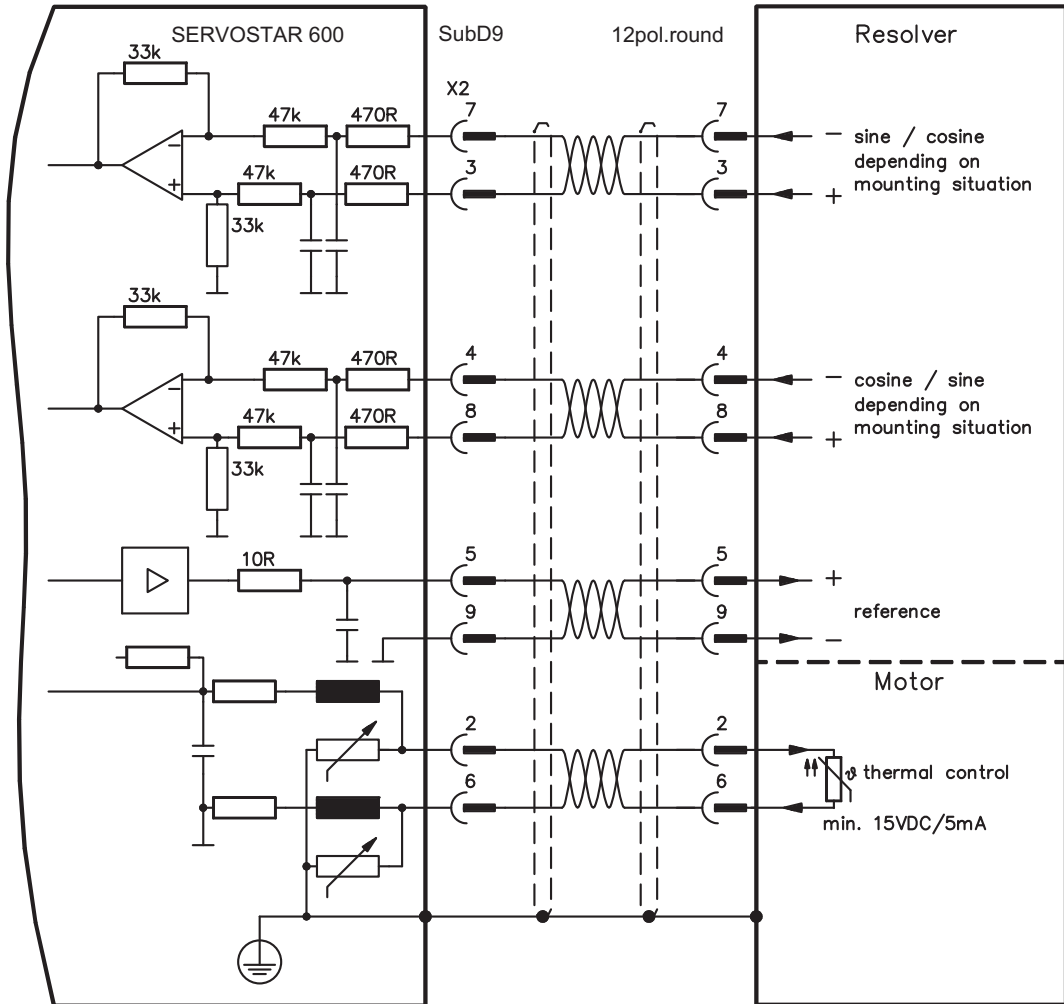 SERVOSTAR 600
SubD9
12pol.round
Resolver
33k
X2
47k
470R
7
7
− sine / cosine
depending on
mounting situation
+
−
+
47k
470R
3
3
33k
33k
47k
470R
4
4
− cosine / sine
depending on
mounting situation
+
−
+
47k
470R
8
8
33k
10R
5
5
+
reference
−
9
9
Motor
2
2
ϑ thermal control
6
6
min. 15VDC/5mA